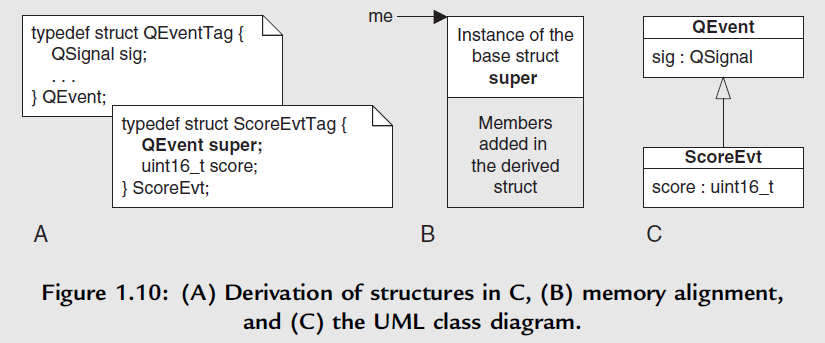 typedef struct QEventTag {
QSignal sig;
. . .
} QEvent;
typedef struct ScoreEvtTag {
QEvent super;
uint16_t score;
} ScoreEvt;
A
me
Instance of the
base struct
super
Members
added in
the derived
struct
B
QEvent
sig : QSignal
ScoreEvt
score : uint16_t
C
Figure 1.10: (A) Derivation of structures in C, (B) memory alignment,
and (C) the UML class diagram.